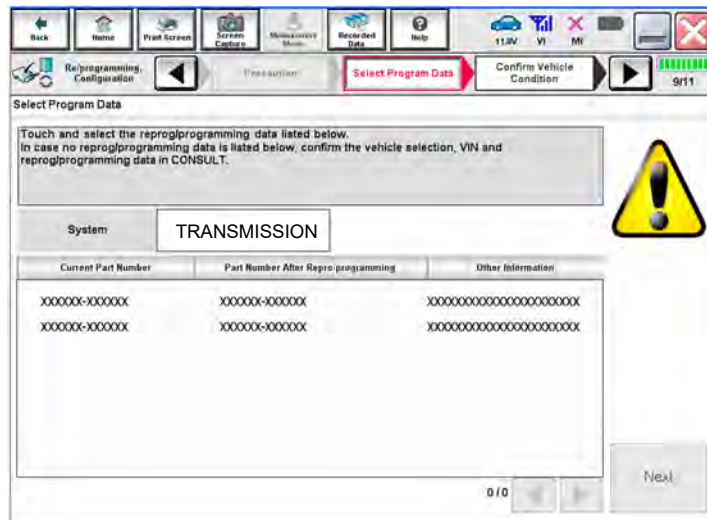 Back
Home
Print Screen
Screen Capture
Measurement Mode
Recorded Data
Help
11.8V
VI
MI
Re/programming, Configuration
Precaution
Select Program Data
Confirm Vehicle Condition
9/11
Select Program Data
Touch and select the reprog/programming data listed below.
In case no reprog/programming data is listed below, confirm the vehicle selection, VIN and
reprog/programming data in CONSULT.
System
TRANSMISSION
Current Part Number
Part Number After Repro/programming
Other Information
XXXXXX-XXXXXX
XXXXXX-XXXXXX
XXXXXXXXXXXXXXXXXXXXXXX
XXXXXX-XXXXXX
XXXXXX-XXXXXX
XXXXXXXXXXXXXXXXXXXXXXX
Next
0/0